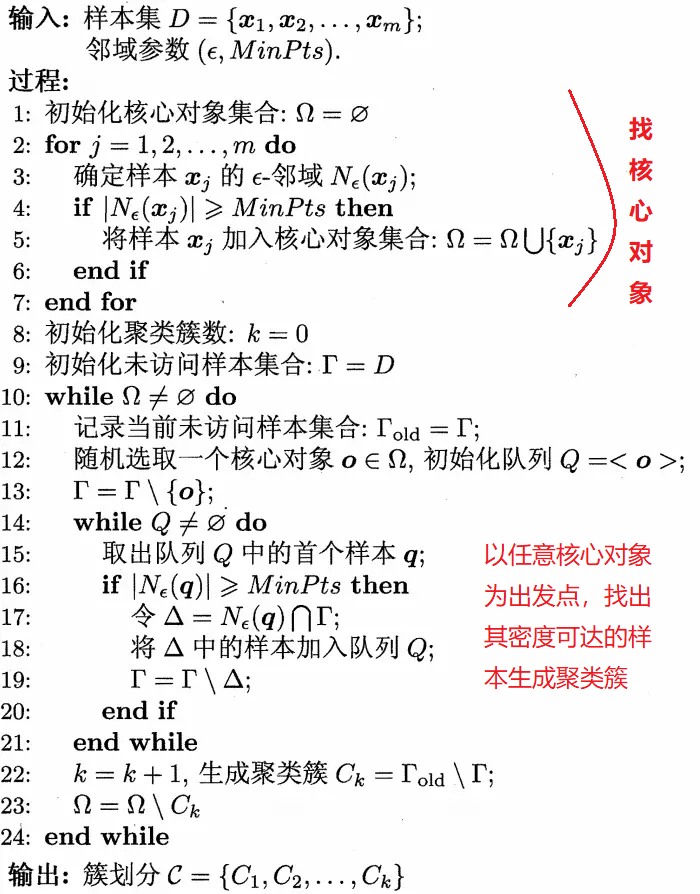 输入: 样本集 D = {x₁, x₂, . . . , xₘ};
邻域参数 (ϵ, MinPts).
过程:
1: 初始化核心对象集合: Ω = ∅
2: for j = 1, 2, . . . , m do
3: 确定样本 xⱼ 的 ϵ-邻域 Nϵ(xⱼ);
4: if |Nϵ(xⱼ)| ⩾ MinPts then
5: 将样本 xⱼ 加入核心对象集合: Ω = Ω ⋃{xⱼ}
6: end if
7: end for
找核心对象
8: 初始化聚类簇数: k = 0
9: 初始化未访问样本集合: Γ = D
10: while Ω ≠ ∅ do
11: 记录当前未访问样本集合: Γold = Γ;
12: 随机选取一个核心对象 o ∈ Ω, 初始化队列 Q =< o >;
13: Γ = Γ \ {o};
14: while Q ≠ ∅ do
15: 取出队列 Q 中的首个样本 q;
16: if |Nϵ(q)| ⩾ MinPts then
17: 令 Δ = Nϵ(q) ⋂ Γ;
18: 将 Δ 中的样本加入队列 Q;
19: Γ = Γ \ Δ;
20: end if
21: end while
以任意核心对象
为出发点，找出
其密度可达的样
本生成聚类簇
22: k = k + 1, 生成聚类簇 Cₖ = Γold \ Γ;
23: Ω = Ω \ Cₖ
24: end while
输出: 簇划分 C = {C₁, C₂, . . . , Cₖ}